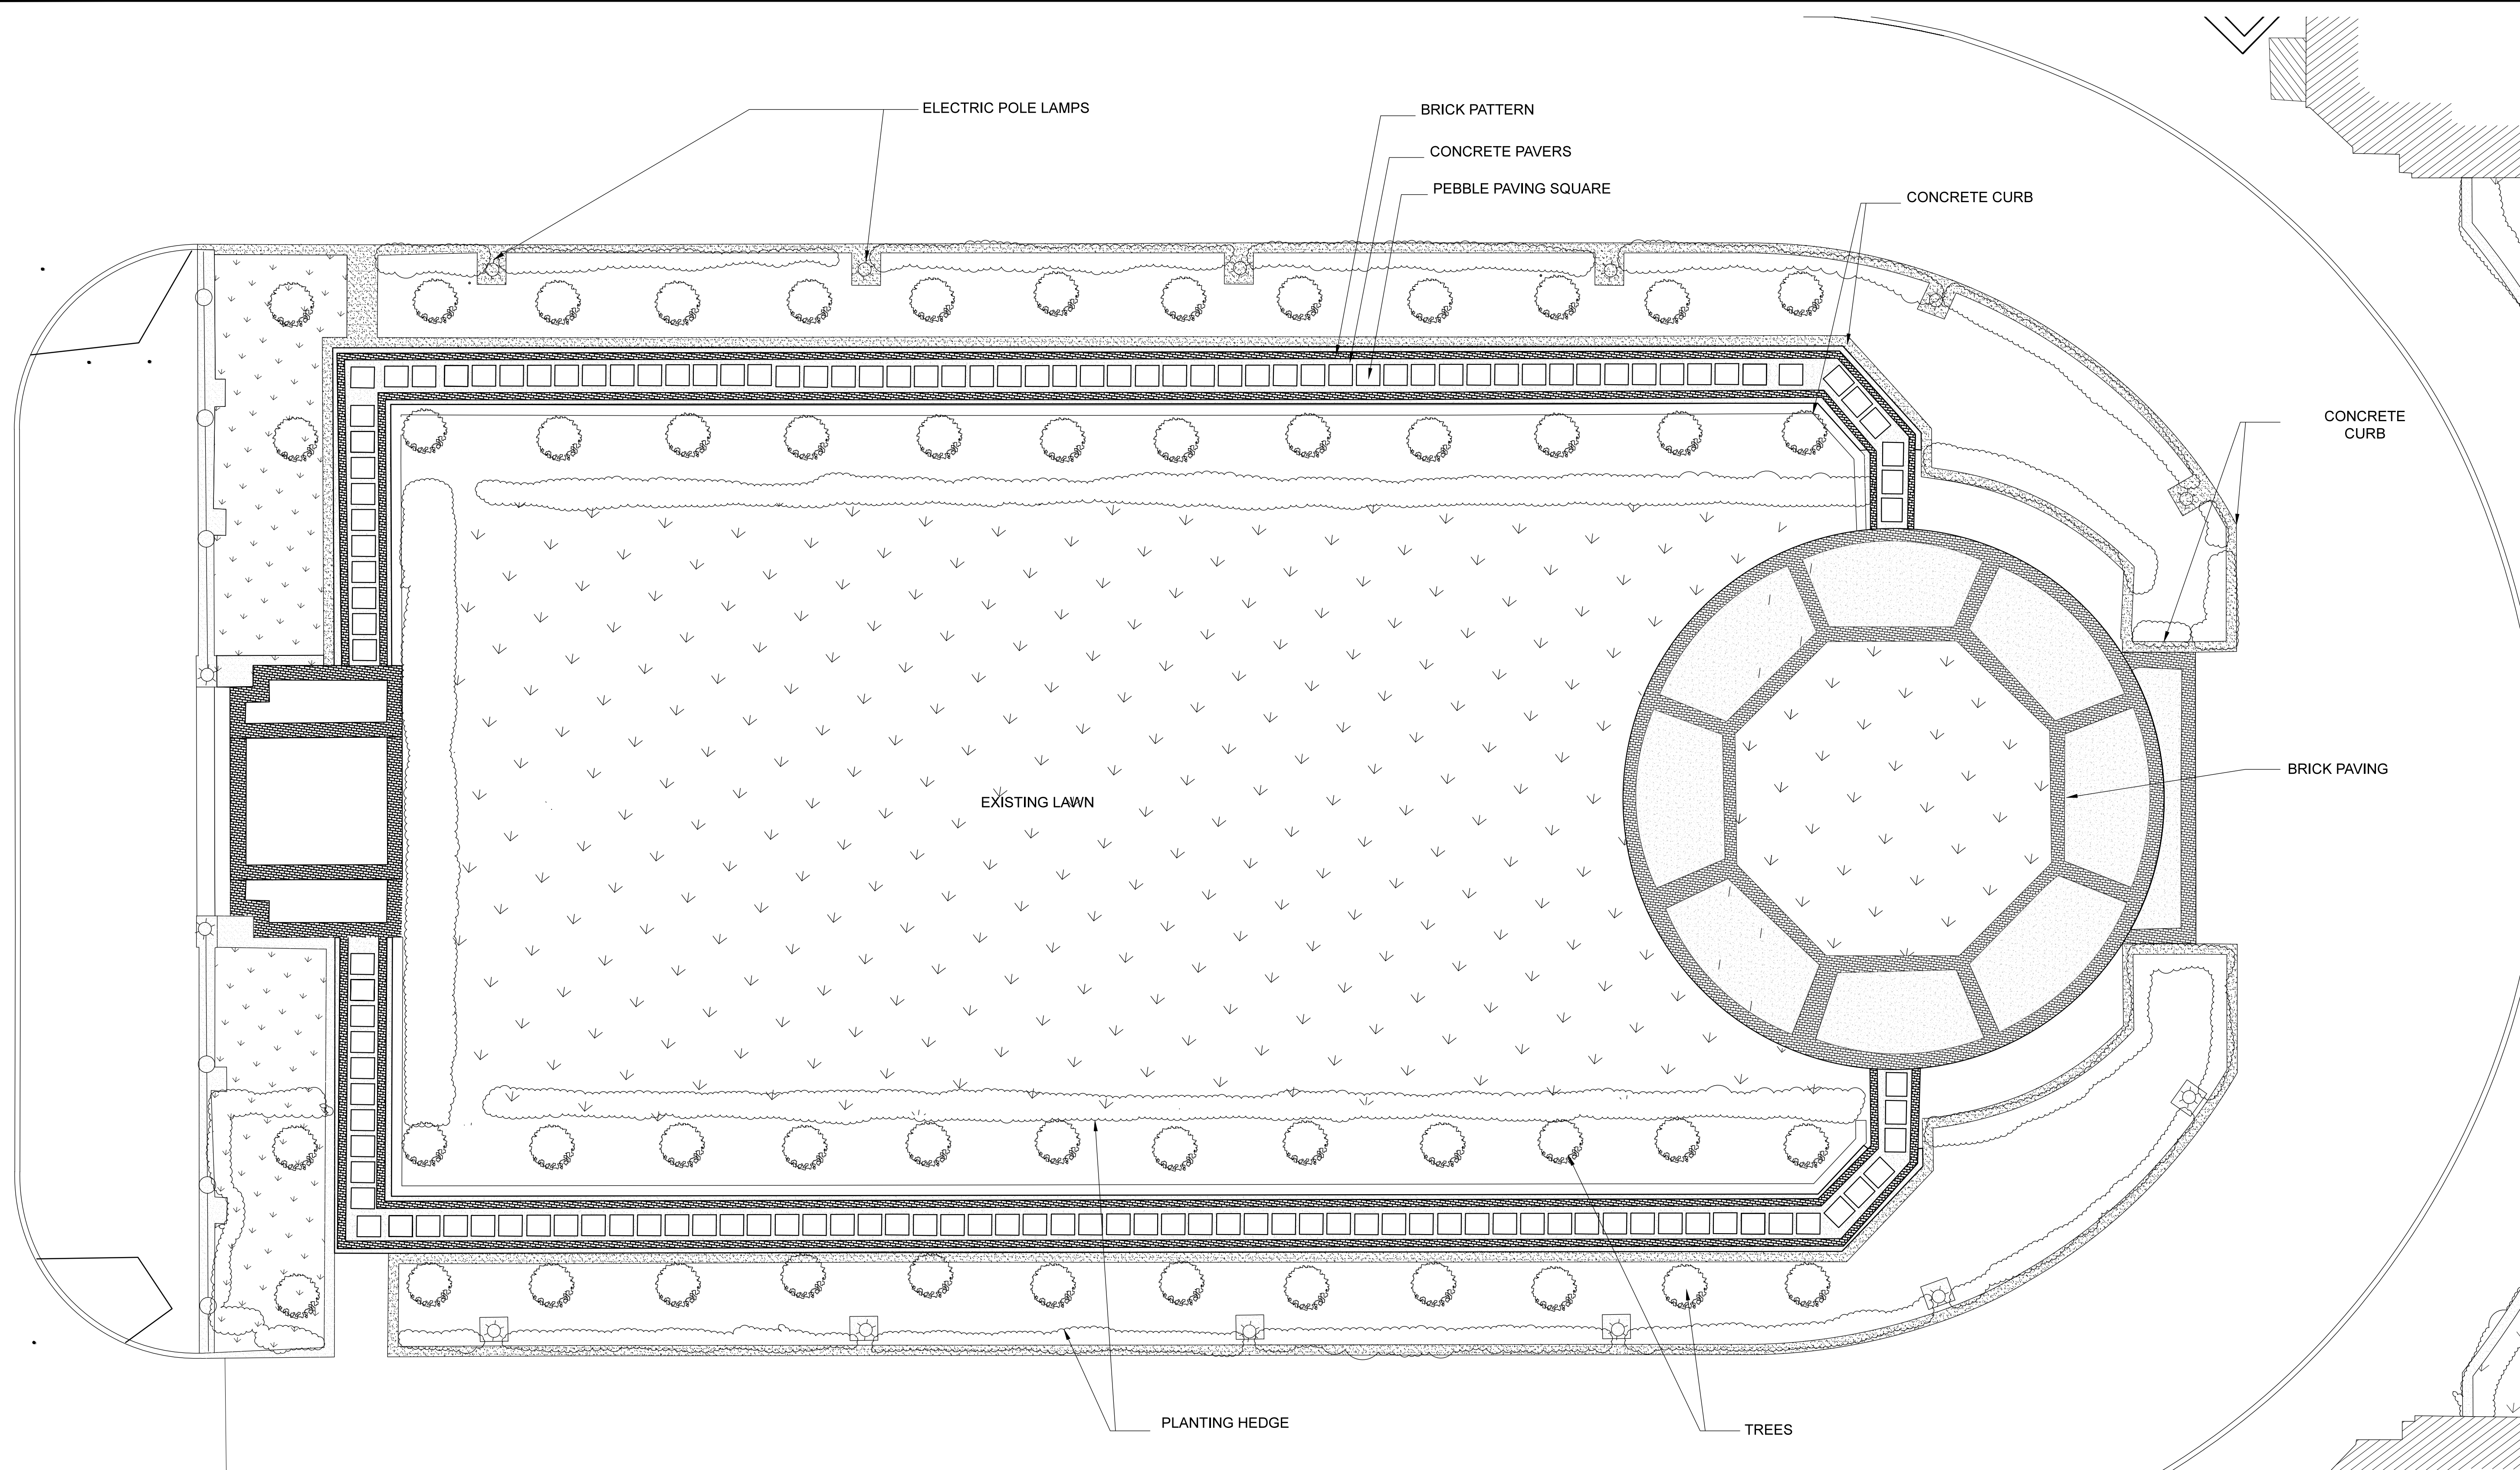 ELECTRIC POLE LAMPS
BRICK PATTERN
CONCRETE PAVERS
PEBBLE PAVING SQUARE
CONCRETE CURB
CONCRETE
CURB
BRICK PAVING
EXISTING LAWN
PLANTING HEDGE
TREES